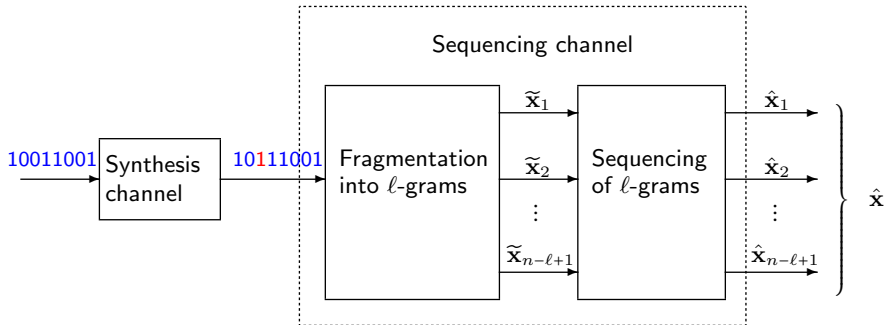 Sequencing channel
10011001
Synthesis
channel
10111001
Fragmentation
into ℓ-grams
x̃₁
x̃₂
⋮
x̃ₙ₋ℓ₊₁
Sequencing
of ℓ-grams
x̂₁
x̂₂
⋮
x̂ₙ₋ℓ₊₁
x̂